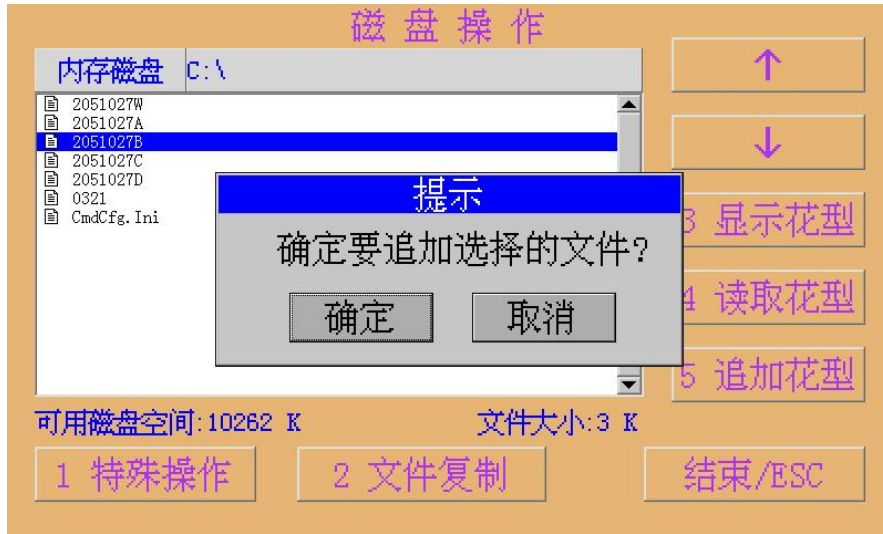 磁盘操作
内存磁盘 C:\
↑
2051027W
2051027A
2051027B
2051027C
2051027D
0321
CmdCfg.Ini
↓
提示
确定要追加选择的文件?
确定 取消
3 显示花型
4 读取花型
5 追加花型
可用磁盘空间:10262 K 文件大小:3 K
1 特殊操作 2 文件复制 结束/ESC